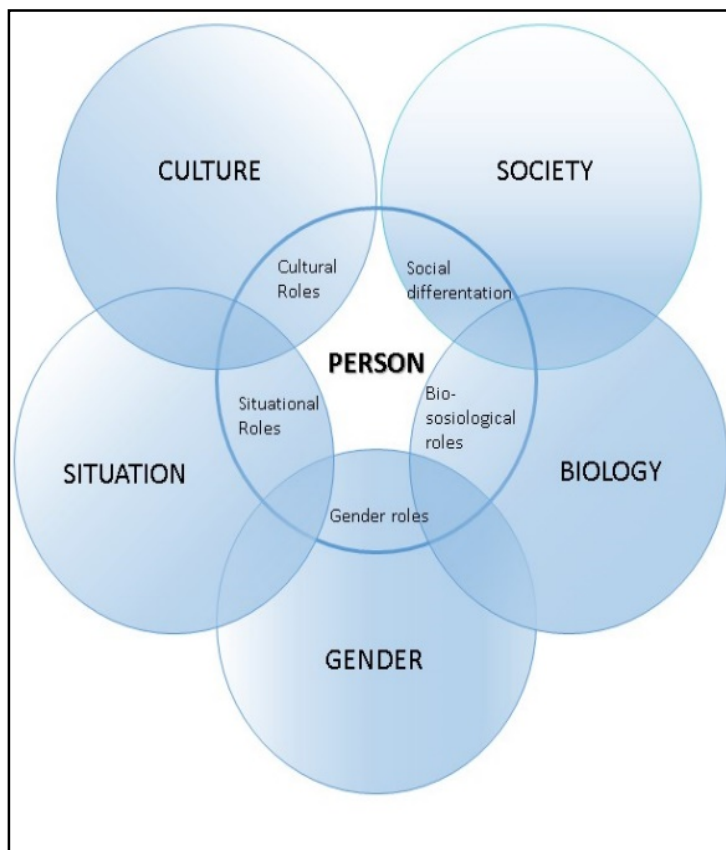 CULTURE
SOCIETY
Cultural
Roles
Social
differentation
PERSON
Situational
Roles
Bio-
sosiological
roles
SITUATION
BIOLOGY
Gender roles
GENDER